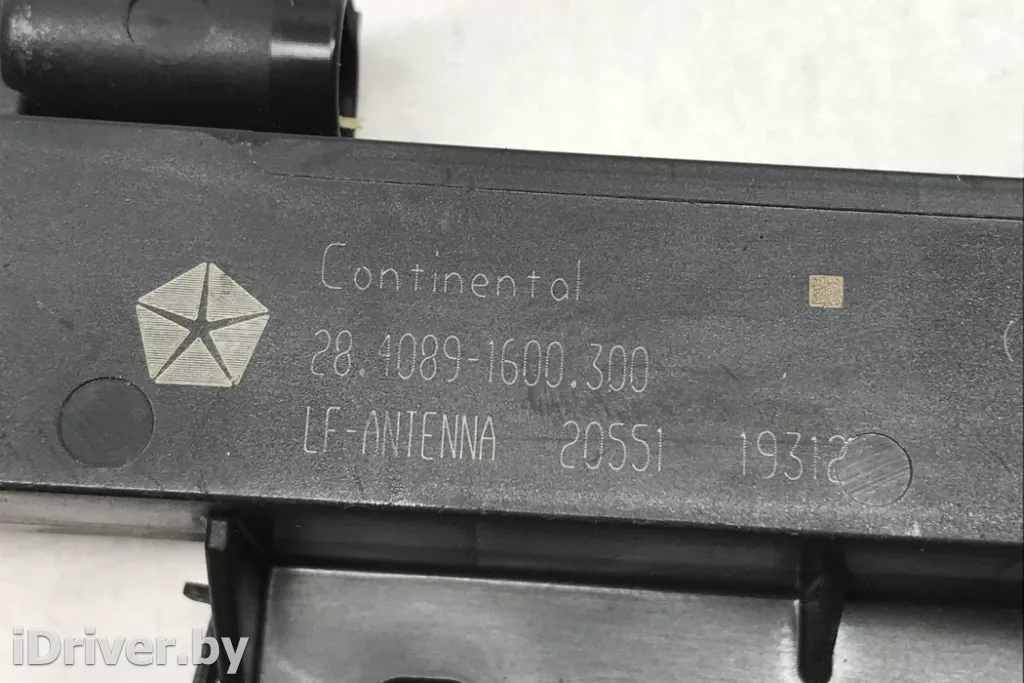 Continental
28.4089-1600.300
LF-ANTENNA 20551 19312
iDriver.by